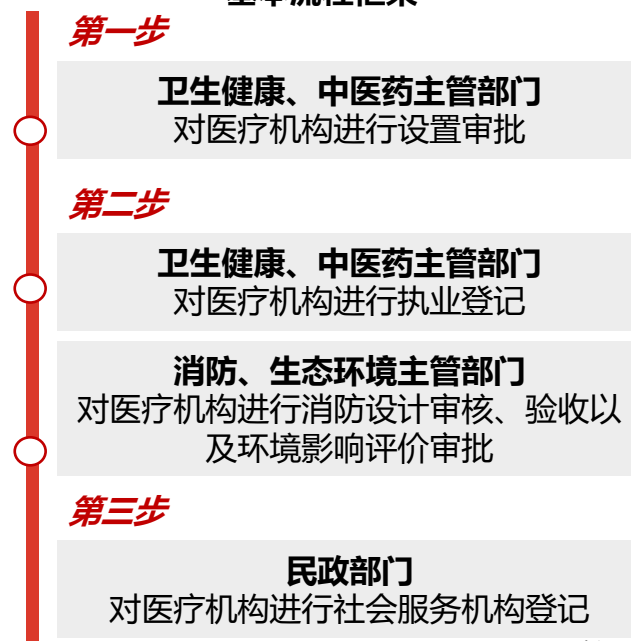 第一步
卫生健康、中医药主管部门
对医疗机构进行设置审批
第二步
卫生健康、中医药主管部门
对医疗机构进行执业登记
消防、生态环境主管部门
对医疗机构进行消防设计审核、验收以
及环境影响评价审批
第三步
民政部门
对医疗机构进行社会服务机构登记